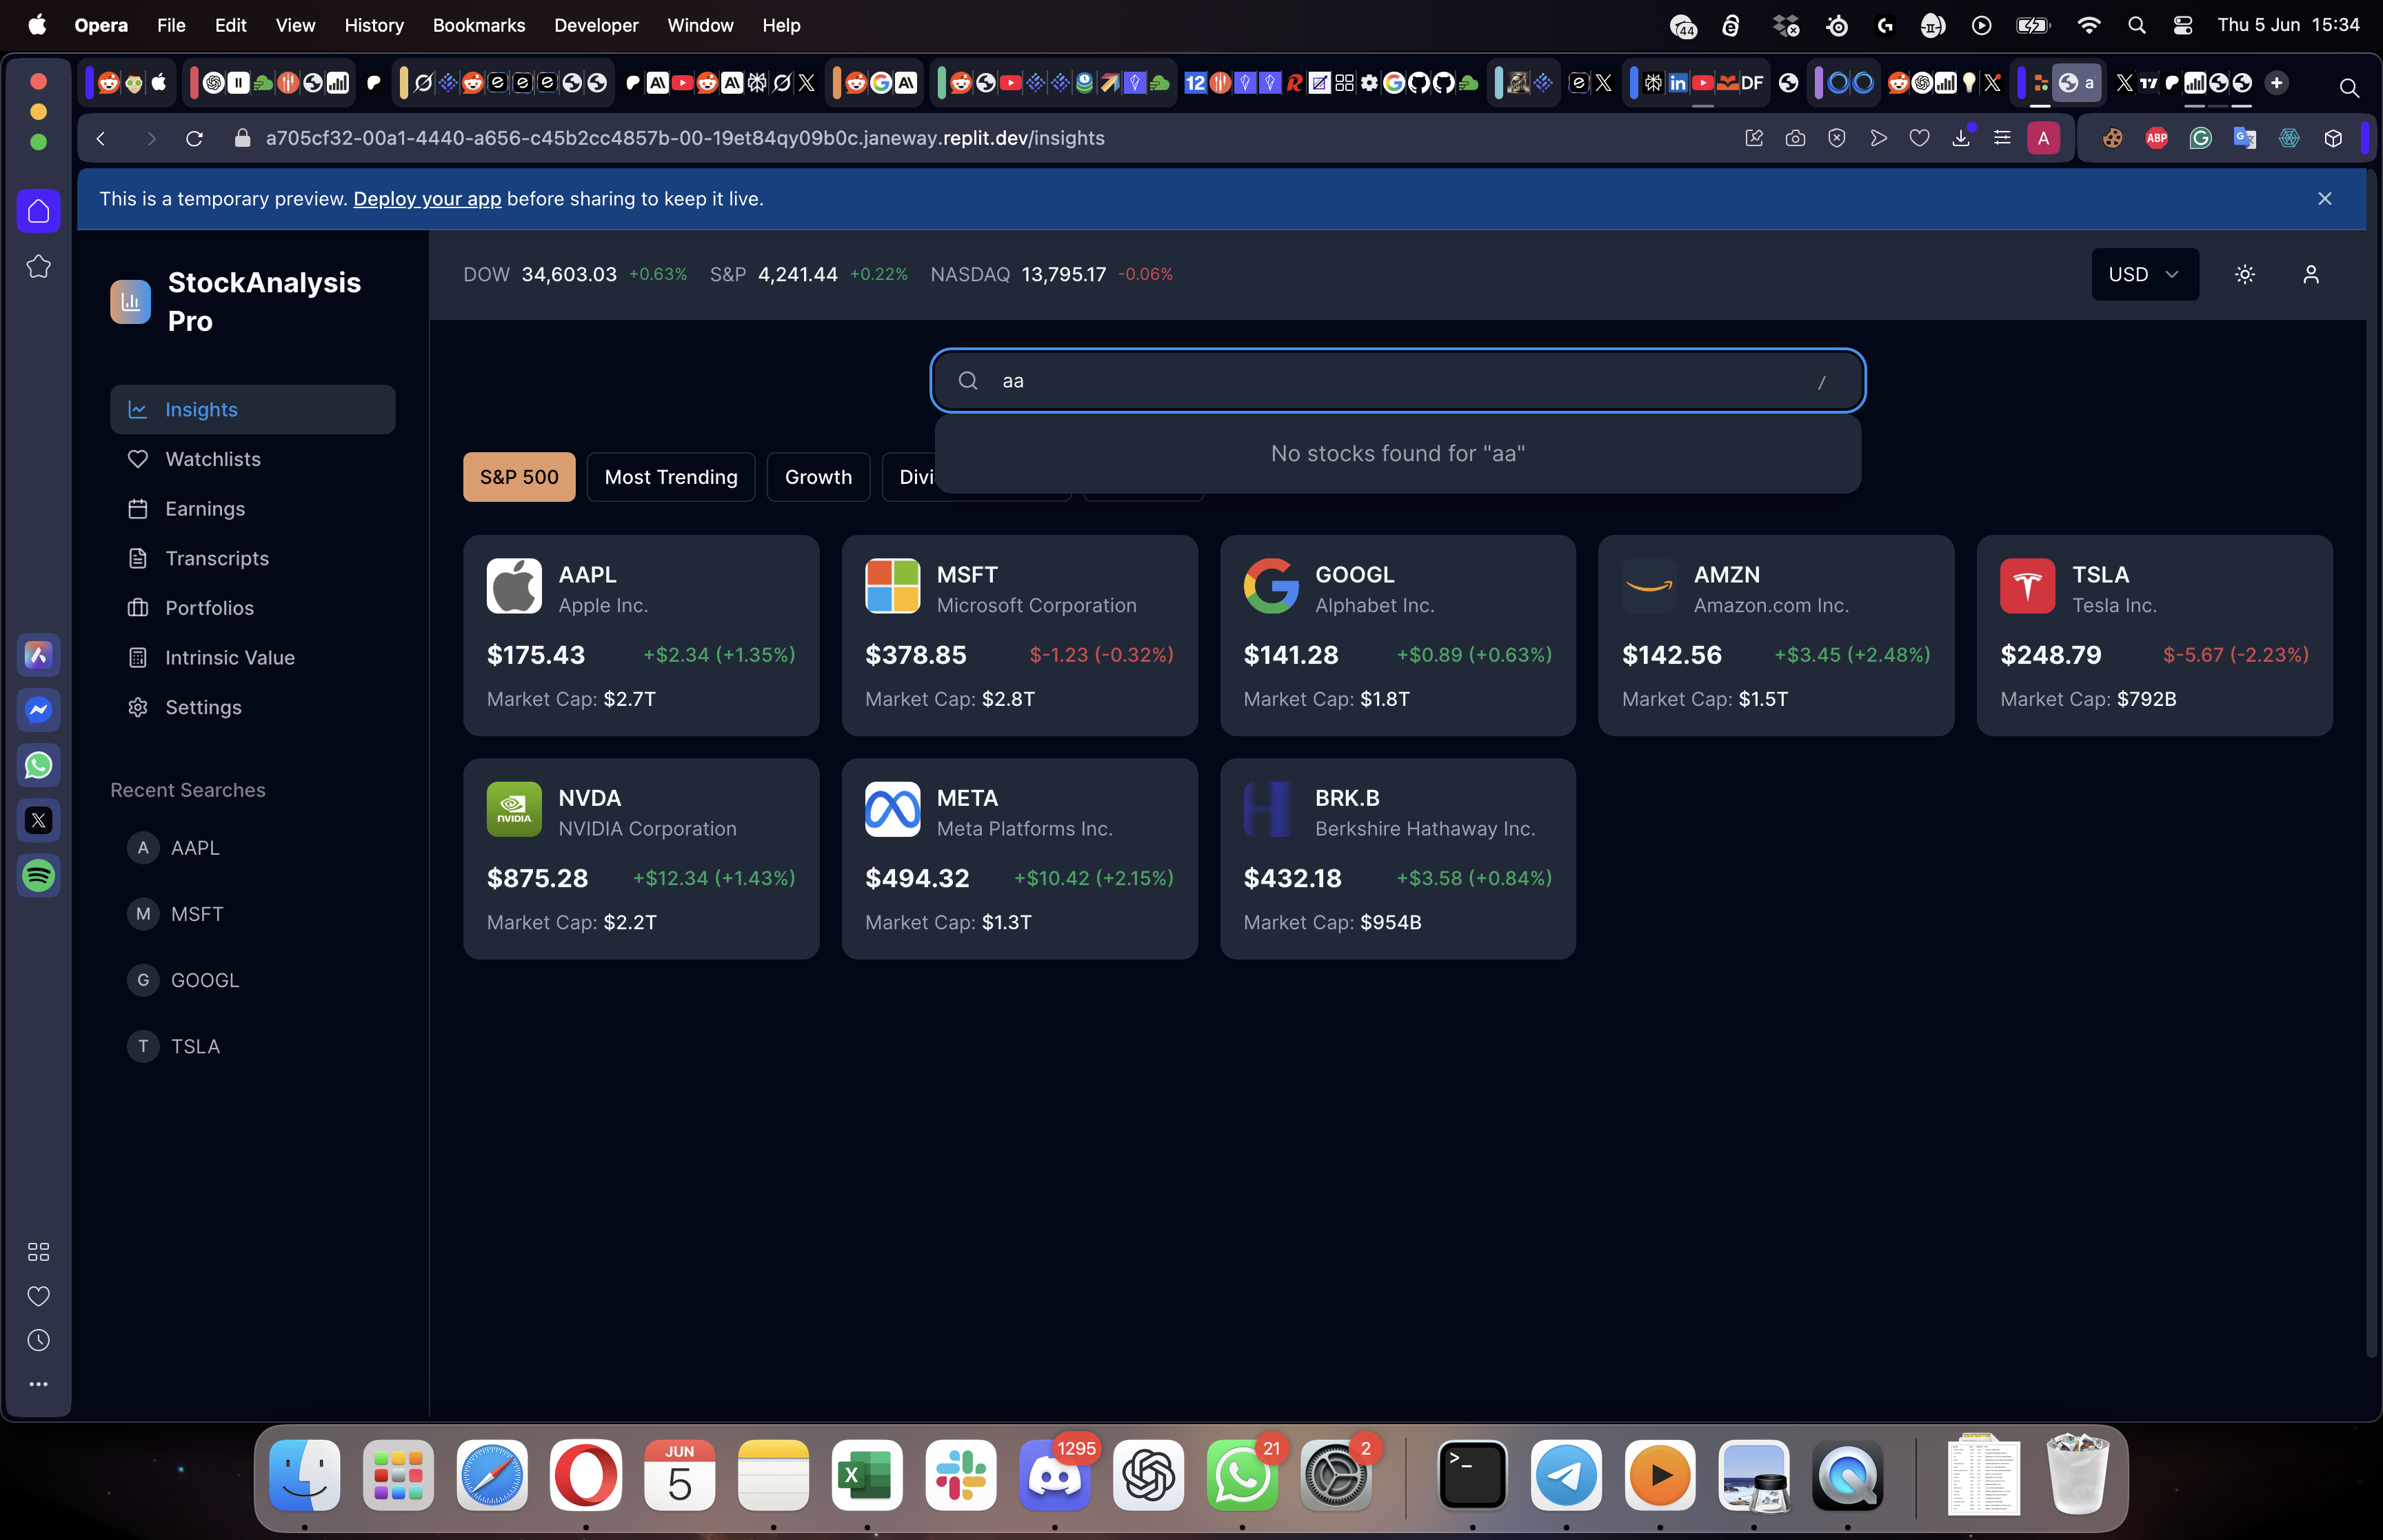 Opera File Edit View History Bookmarks Developer Window Help
44
Thu 5 Jun 15:34
12
DF
a
a705cf32-00a1-4440-a656-c45b2cc4857b-00-19et84qy09b0c.janeway.replit.dev/insights
A
ABP
This is a temporary preview. Deploy your app before sharing to keep it live.
StockAnalysis
Pro
DOW 34,603.03 +0.63% S&P 4,241.44 +0.22% NASDAQ 13,795.17 -0.06%
USD
aa
/
No stocks found for "aa"
Insights
Watchlists
Earnings
Transcripts
Portfolios
Intrinsic Value
Settings
Recent Searches
A AAPL
M MSFT
G GOOGL
T TSLA
S&P 500 Most Trending Growth Divi
AAPL
Apple Inc.
$175.43 +$2.34 (+1.35%)
Market Cap: $2.7T
MSFT
Microsoft Corporation
$378.85 $-1.23 (-0.32%)
Market Cap: $2.8T
GOOGL
Alphabet Inc.
$141.28 +$0.89 (+0.63%)
Market Cap: $1.8T
AMZN
Amazon.com Inc.
$142.56 +$3.45 (+2.48%)
Market Cap: $1.5T
TSLA
Tesla Inc.
$248.79 $-5.67 (-2.23%)
Market Cap: $792B
NVIDIA
NVDA
NVIDIA Corporation
$875.28 +$12.34 (+1.43%)
Market Cap: $2.2T
META
Meta Platforms Inc.
$494.32 +$10.42 (+2.15%)
Market Cap: $1.3T
BRK.B
Berkshire Hathaway Inc.
$432.18 +$3.58 (+0.84%)
Market Cap: $954B
JUN
5
1295
21
2